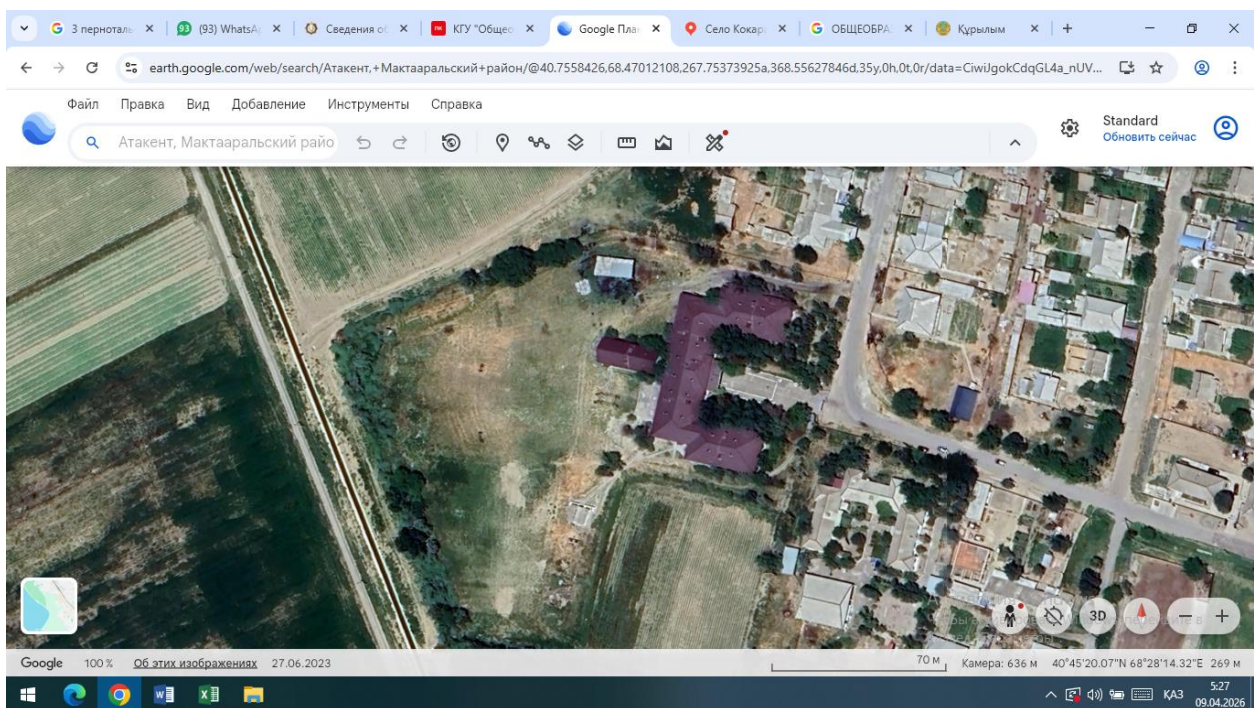 3 перноталь
(93) WhatsA
Сведения об
КГУ "Общео
Google План
Село Кокар
ОБЩЕОБРА
Құрылым
earth.google.com/web/search/Атакент,+Мактааральский+район/@40.7558426,68.47012108,267.75373925a,368.55627846d,35y,0h,0t,0r/data=CiwiJgokCdqGL4a_nUV...
Файл Правка Вид Добавление Инструменты Справка
Атакент, Мактааральский райо
Standard
Обновить сейчас
3D
Google 100 % Об этих изображениях 27.06.2023 70 м Камера: 636 м 40°45'20.07"N 68°28'14.32"E 269 м
ҚАЗ
5:27
09.04.2026